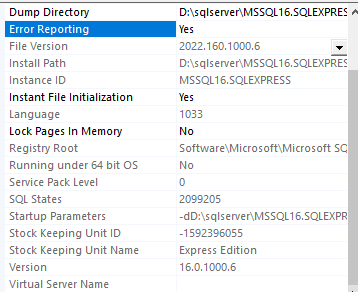 Dump Directory D:\sqlserver\MSSQL16.SQLEXPRESS
Error Reporting Yes
File Version 2022.160.1000.6
Install Path D:\sqlserver\MSSQL16.SQLEXPRESS
Instance ID MSSQL16.SQLEXPRESS
Instant File Initialization Yes
Language 1033
Lock Pages In Memory No
Registry Root Software\Microsoft\Microsoft SQ
Running under 64 bit OS No
Service Pack Level 0
SQL States 2099205
Startup Parameters -dD:\sqlserver\MSSQL16.SQLEXP
Stock Keeping Unit ID -1592396055
Stock Keeping Unit Name Express Edition
Version 16.0.1000.6
Virtual Server Name